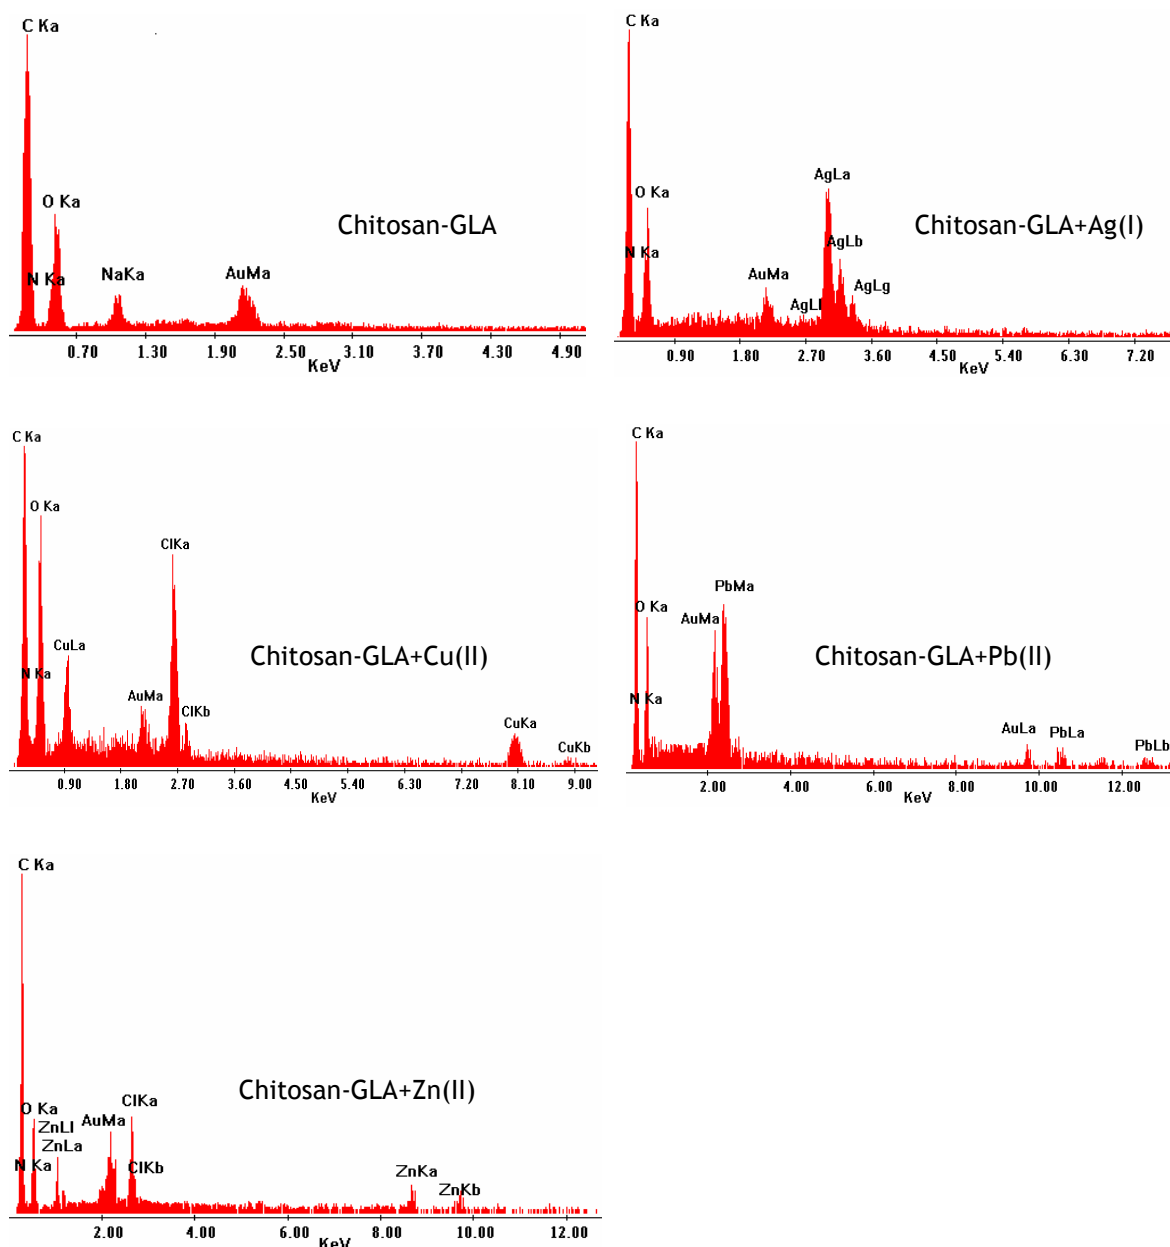 C Ka
O Ka
N Ka
NaKa
AuMa
Chitosan-GLA
0.70 1.30 1.90 2.50 3.10 3.70 4.30 4.90
KeV
C Ka
O Ka
N Ka
AuMa
AgLl
AgLa
AgLb
AgLg
Chitosan-GLA+Ag(I)
0.90 1.80 2.70 3.60 4.50 5.40 6.30 7.20
KeV
C Ka
O Ka
N Ka
CuLa
AuMa
ClKa
ClKb
CuKa
CuKb
Chitosan-GLA+Cu(II)
0.90 1.80 2.70 3.60 4.50 5.40 6.30 7.20 8.10 9.00
KeV
C Ka
O Ka
N Ka
AuMa
PbMa
AuLa
PbLa
PbLb
Chitosan-GLA+Pb(II)
2.00 4.00 6.00 8.00 10.00 12.00
KeV
C Ka
O Ka
ZnLl
ZnLa
N Ka
AuMa
ClKa
ClKb
ZnKa
ZnKb
Chitosan-GLA+Zn(II)
2.00 4.00 6.00 8.00 10.00 12.00
KeV